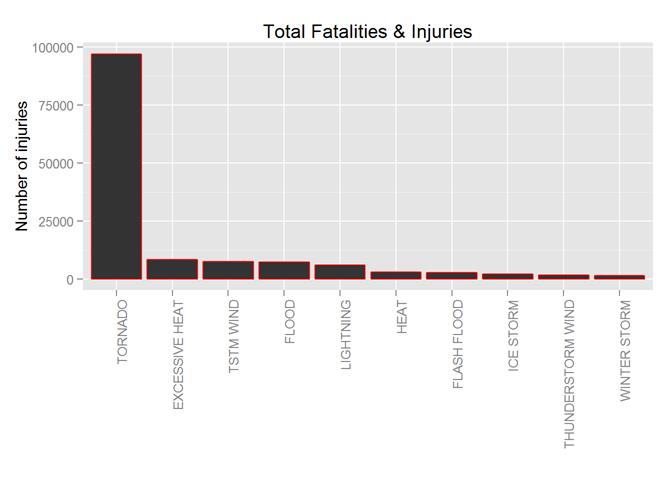 Total Fatalities & Injuries
Number of injuries
100000
75000
50000
25000
0
TORNADO
EXCESSIVE HEAT
TSTM WIND
FLOOD
LIGHTNING
HEAT
FLASH FLOOD
ICE STORM
THUNDERSTORM WIND
WINTER STORM